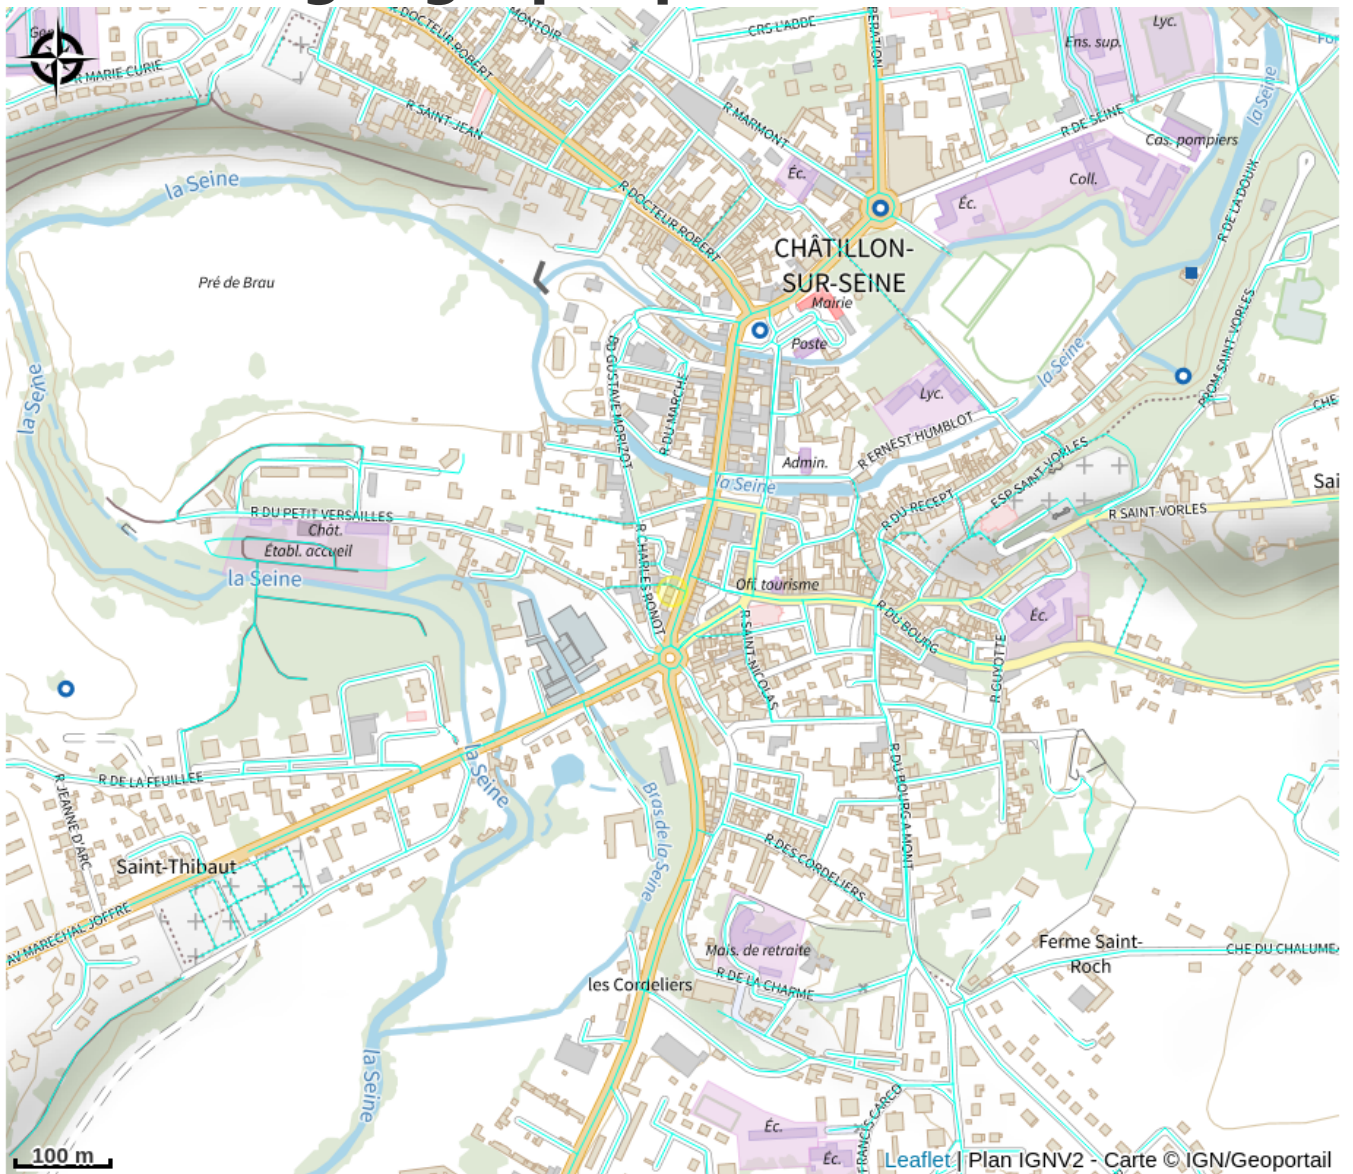 R DOCTEUR ROBERT
MONTOIR
CRS L'ABBE
Lyc.
Ens. sup.
R MARIE CURIE
R SAINT-JEAN
R MARMONT
R DE SEINE
la Seine
Cas. pompiers
Éc.
Coll.
la Seine
R DOCTEUR ROBERT
Éc.
R DE LA DOUIX
CHÂTILLON-
SUR-SEINE
Pré de Brau
Mairie
Poste
PROM SAINT-VORLES
la Seine
la Seine
R DU MARCHE
Lyc.
R ERNEST HUMBLOT
Admin.
la Seine
ESP SAINT-VORLES
R DU RECEPT
R SAINT-VORLES
R DU PETIT VERSAILLES
Chât.
Établ. accueil
la Seine
R CHARLES RONOT
Off. tourisme
R DU BOURG
Éc.
R SAINT-NICOLAS
R GUYOTTE
la Seine
R DE LA FEUILLEE
R JEANNE D'ARC
Bras de la Seine
R DU BOURG A MONT
R DES CORDELIERS
Saint-Thibaut
AV MARECHAL JOFFRE
Mais. de retraite
R DE LA CHARME
les Cordeliers
Ferme Saint-
Roch
CHE DU CHALUME
la Seine
FRANCIS CARCO
Éc.
Éc.
100 m
Leaflet | Plan IGNV2 - Carte © IGN/Geoportail